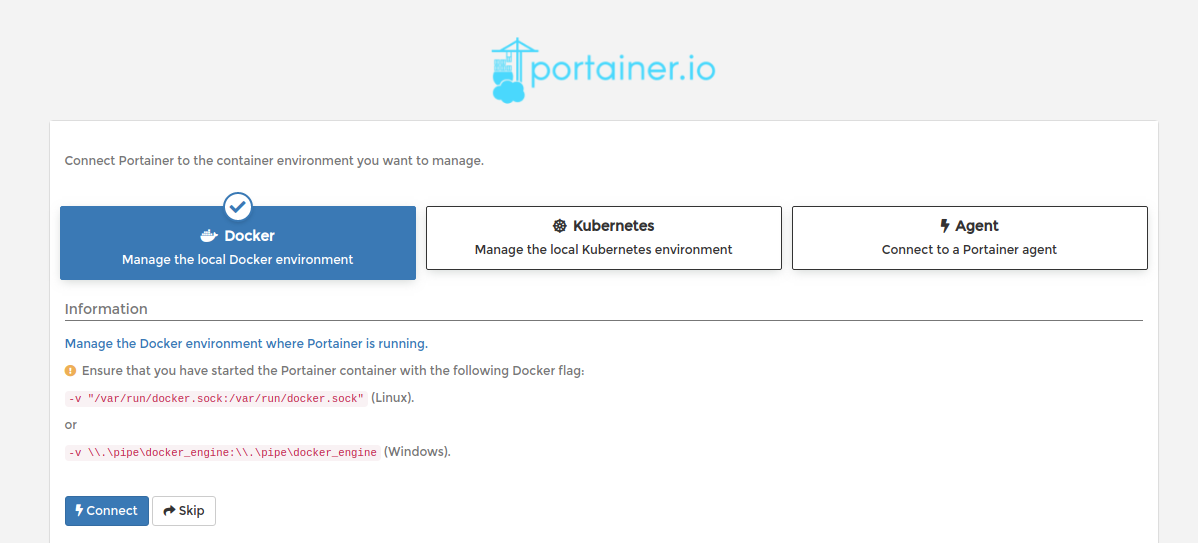 portainer.io
Connect Portainer to the container environment you want to manage.
Docker
Manage the local Docker environment
Kubernetes
Manage the local Kubernetes environment
Agent
Connect to a Portainer agent
Information
Manage the Docker environment where Portainer is running.
Ensure that you have started the Portainer container with the following Docker flag:
-v "/var/run/docker.sock:/var/run/docker.sock" (Linux).
or
-v \\.\pipe\docker_engine:\\.\pipe\docker_engine (Windows).
Connect Skip